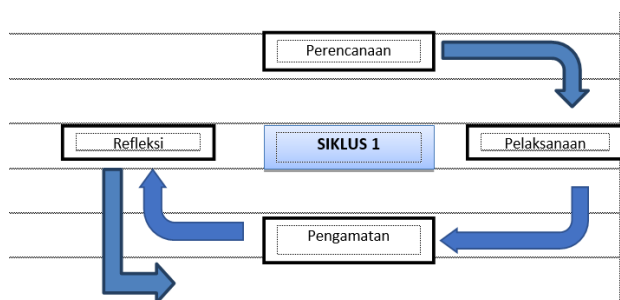 Perencanaan
Refleksi
SIKLUS 1
Pelaksanaan
Pengamatan